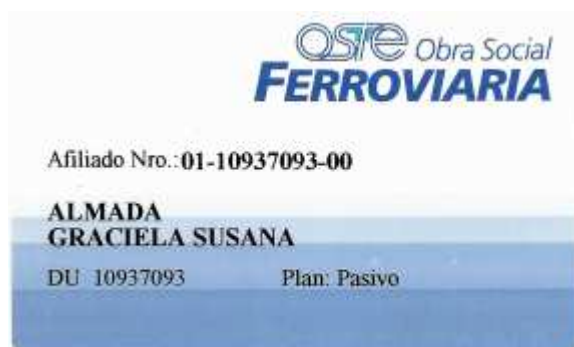 OSFE Obra Social
FERROVIARIA
Afiliado Nro.:01-10937093-00
ALMADA
GRACIELA SUSANA
DU 10937093 Plan: Pasivo